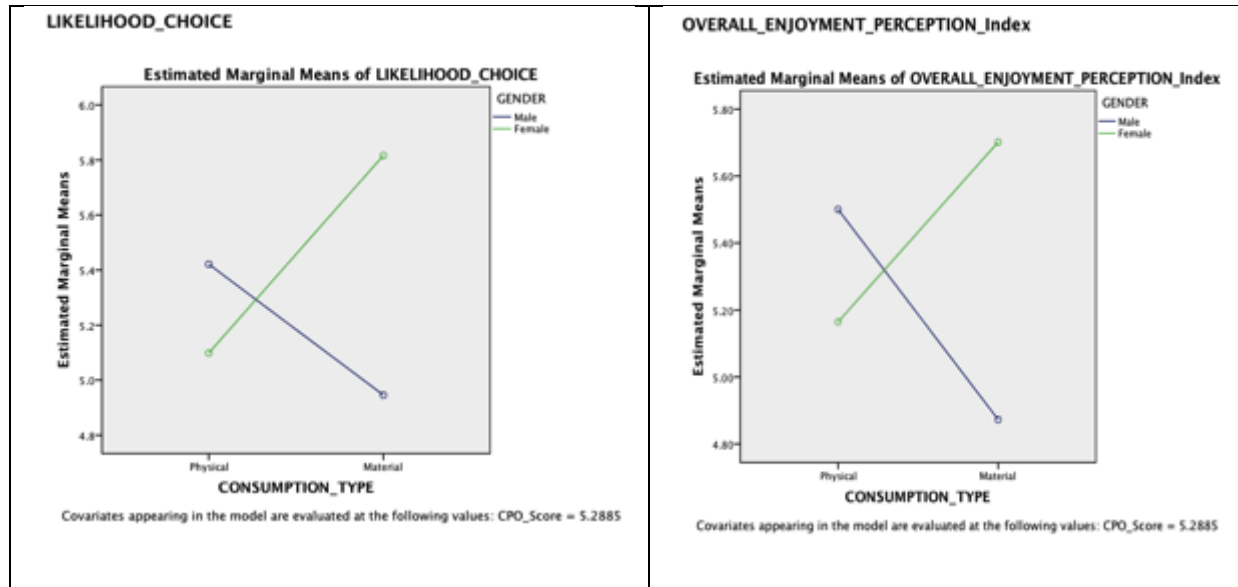 LIKELIHOOD_CHOICE
Estimated Marginal Means of LIKELIHOOD_CHOICE
GENDER
Male
Female
Estimated Marginal Means
6.0
5.8
5.6
5.4
5.2
5.0
4.8
Physical
Material
CONSUMPTION_TYPE
Covariates appearing in the model are evaluated at the following values: CPO_Score = 5.2885
OVERALL_ENJOYMENT_PERCEPTION_Index
Estimated Marginal Means of OVERALL_ENJOYMENT_PERCEPTION_Index
GENDER
Male
Female
Estimated Marginal Means
5.80
5.60
5.40
5.20
5.00
4.80
Physical
Material
CONSUMPTION_TYPE
Covariates appearing in the model are evaluated at the following values: CPO_Score = 5.2885